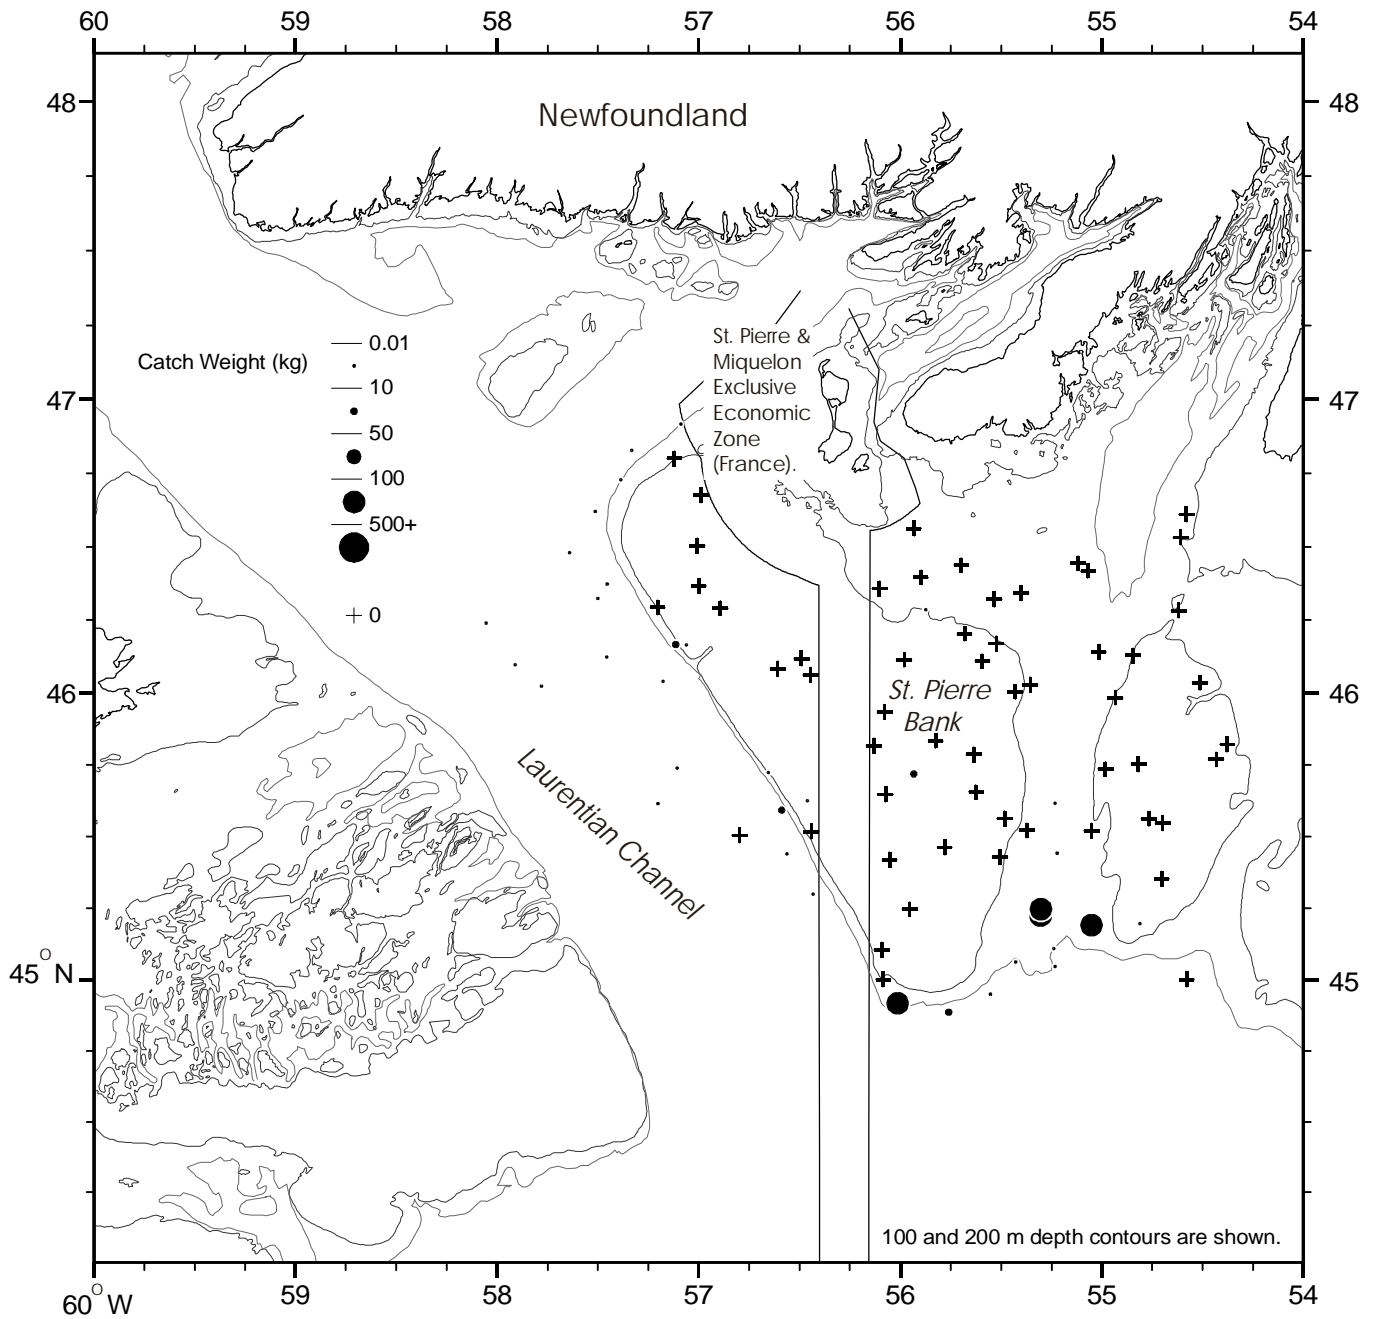 60 59 58 57 56 55 54
48 Newfoundland 48
St. Pierre &
Miquelon
Exclusive
Economic
Zone
(France).
Catch Weight (kg)
0.01
10
50
100
500+
0
47 47
46 46
St. Pierre
Bank
Laurentian Channel
45° N 45
100 and 200 m depth contours are shown.
60° W 59 58 57 56 55 54